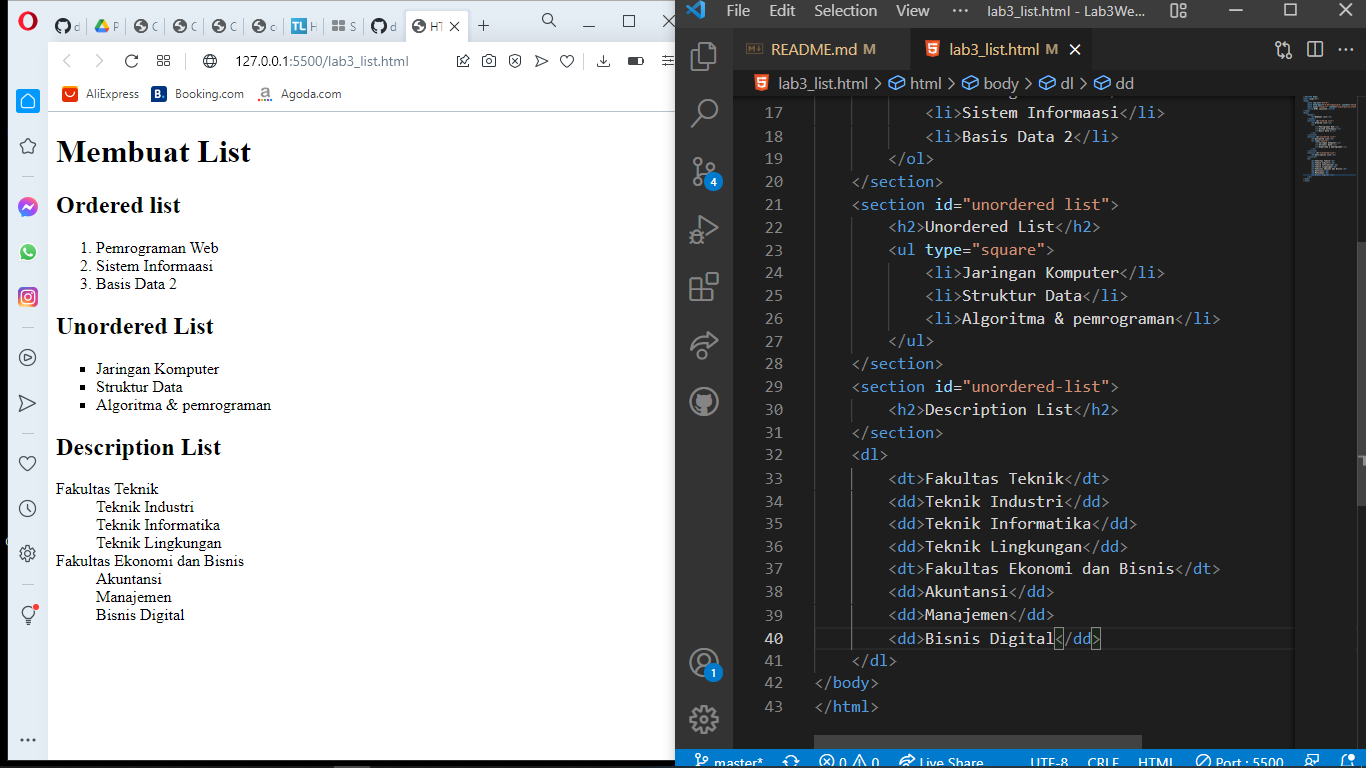 d
P
C
C
C
c
TL H
S
d
HT
127.0.0.1:5500/lab3_list.html
AliExpress
B. Booking.com
a Agoda.com
Membuat List
Ordered list
1. Pemrograman Web
2. Sistem Informaasi
3. Basis Data 2
Unordered List
Jaringan Komputer
Struktur Data
Algoritma & pemrograman
Description List
Fakultas Teknik
Teknik Industri
Teknik Informatika
Teknik Lingkungan
Fakultas Ekonomi dan Bisnis
Akuntansi
Manajemen
Bisnis Digital
File Edit Selection View ··· lab3_list.html - Lab3We...
README.md M
lab3_list.html M
lab3_list.html > html > body > dl > dd
17 <li>Sistem Informaasi</li>
18 <li>Basis Data 2</li>
19 </ol>
20 </section>
21 <section id="unordered list">
22 <h2>Unordered List</h2>
23 <ul type="square">
24 <li>Jaringan Komputer</li>
25 <li>Struktur Data</li>
26 <li>Algoritma & pemrograman</li>
27 </ul>
28 </section>
29 <section id="unordered-list">
30 <h2>Description List</h2>
31 </section>
32 <dl>
33 <dt>Fakultas Teknik</dt>
34 <dd>Teknik Industri</dd>
35 <dd>Teknik Informatika</dd>
36 <dd>Teknik Lingkungan</dd>
37 <dt>Fakultas Ekonomi dan Bisnis</dt>
38 <dd>Akuntansi</dd>
39 <dd>Manajemen</dd>
40 <dd>Bisnis Digital</dd>
41 </dl>
42 </body>
43 </html>
4
1
master* 0 0 Live Share UTF-8 CRLF HTML Port : 5500